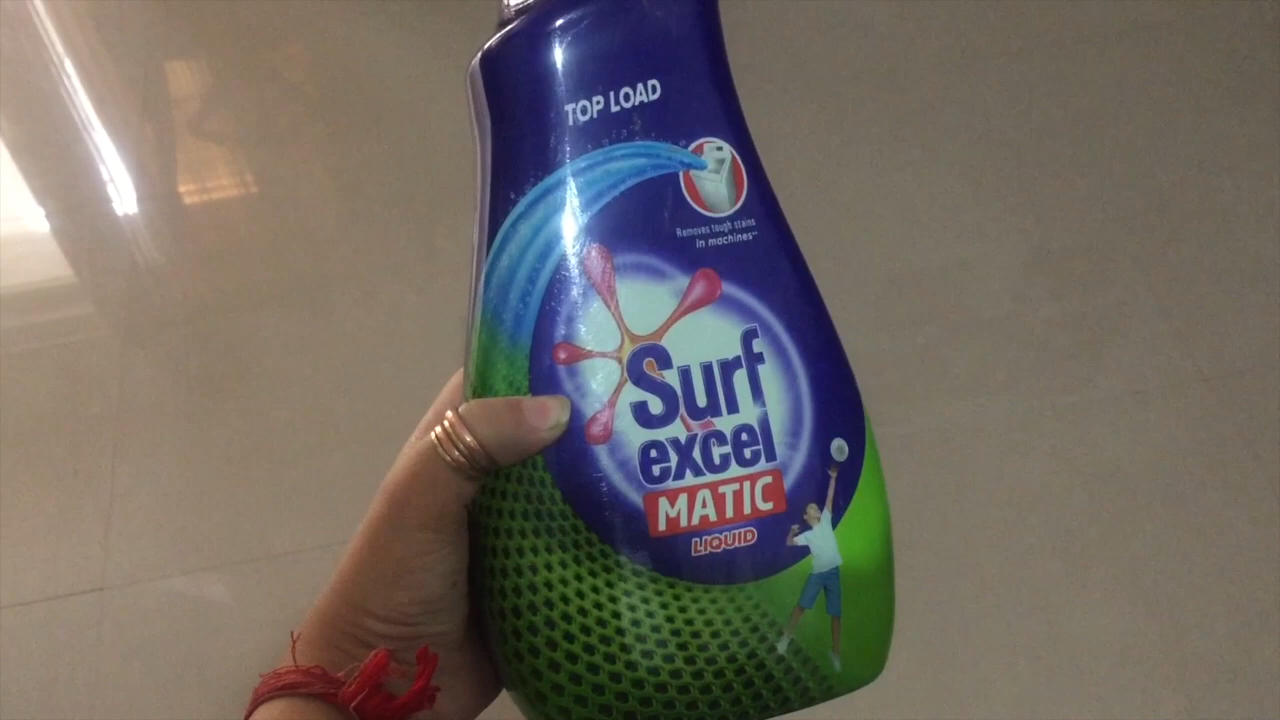 TOP LOAD
Removes tough stains
in machines**
Surf
excel
MATIC
LIQUID